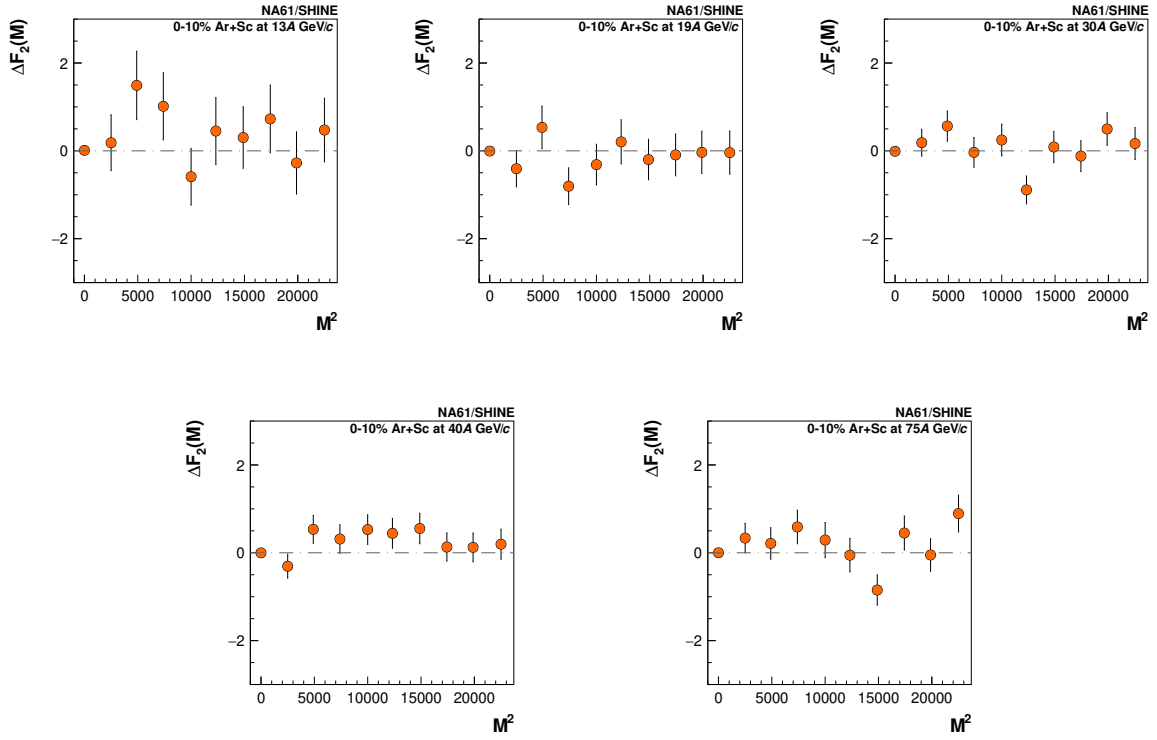 NA61/SHINE
0-10% Ar+Sc at 13A GeV/c
ΔF₂(M)
2
0
−2
0 5000 10000 15000 20000
M²
NA61/SHINE
0-10% Ar+Sc at 19A GeV/c
ΔF₂(M)
2
0
−2
0 5000 10000 15000 20000
M²
NA61/SHINE
0-10% Ar+Sc at 30A GeV/c
ΔF₂(M)
2
0
−2
0 5000 10000 15000 20000
M²
NA61/SHINE
0-10% Ar+Sc at 40A GeV/c
ΔF₂(M)
2
0
−2
0 5000 10000 15000 20000
M²
NA61/SHINE
0-10% Ar+Sc at 75A GeV/c
ΔF₂(M)
2
0
−2
0 5000 10000 15000 20000
M²